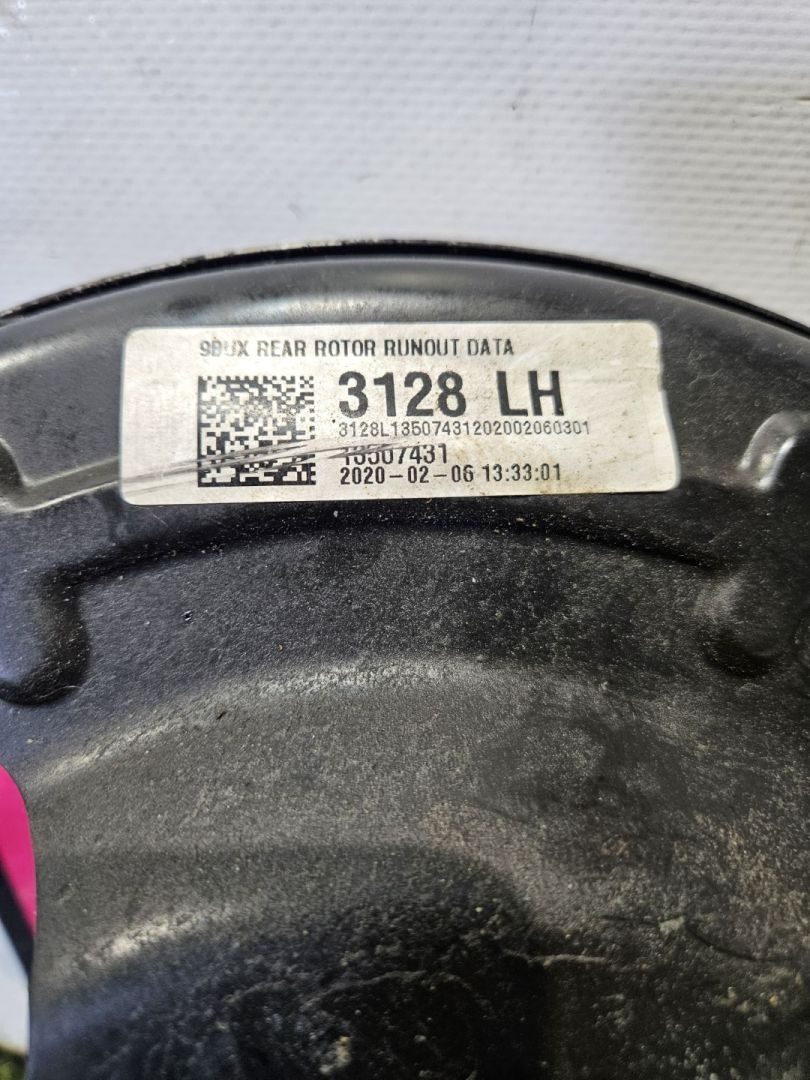 9BUX REAR ROTOR RUNOUT DATA
3128 LH
3128L13507431202002060301
13507431
2020-02-06 13:33:01